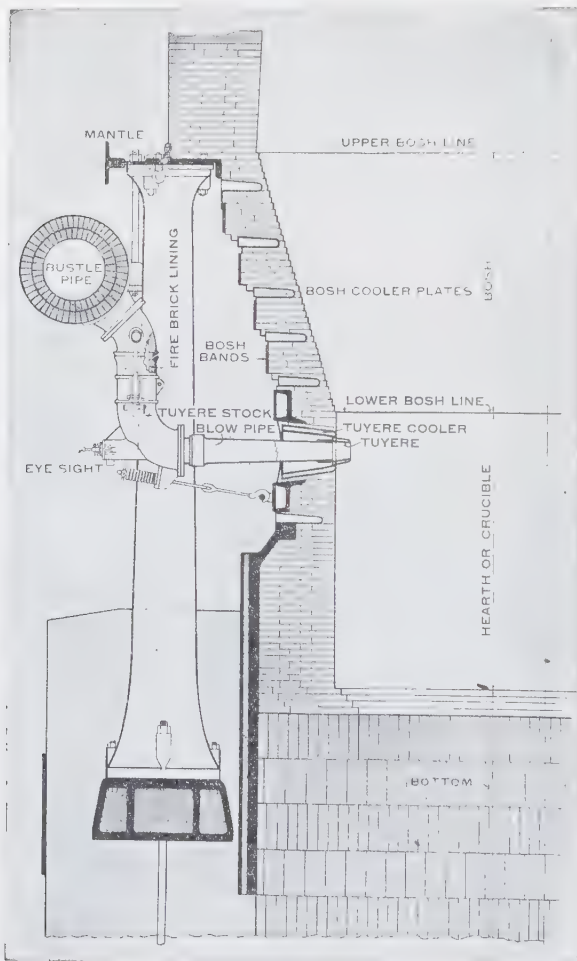 UPPER BOSH LINE
MANTLE
BUSTLE
PIPE
FIRE BRICK LINING
BOSH COOLER PLATES
BOSH
BOSH
BANDS
LOWER BOSH LINE
TUYERE STOCK
BLOW PIPE
TUYERE COOLER
TUYERE
EYE SIGHT
HEARTH OR CRUCIBLE
BOTTOM